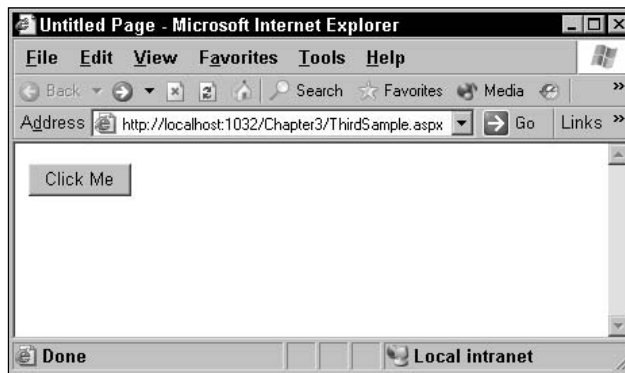 Untitled Page - Microsoft Internet Explorer
File Edit View Favorites Tools Help
Back Search Favorites Media »
Address http://localhost:1032/Chapter3/ThirdSample.aspx Go Links »
Click Me
Done Local intranet